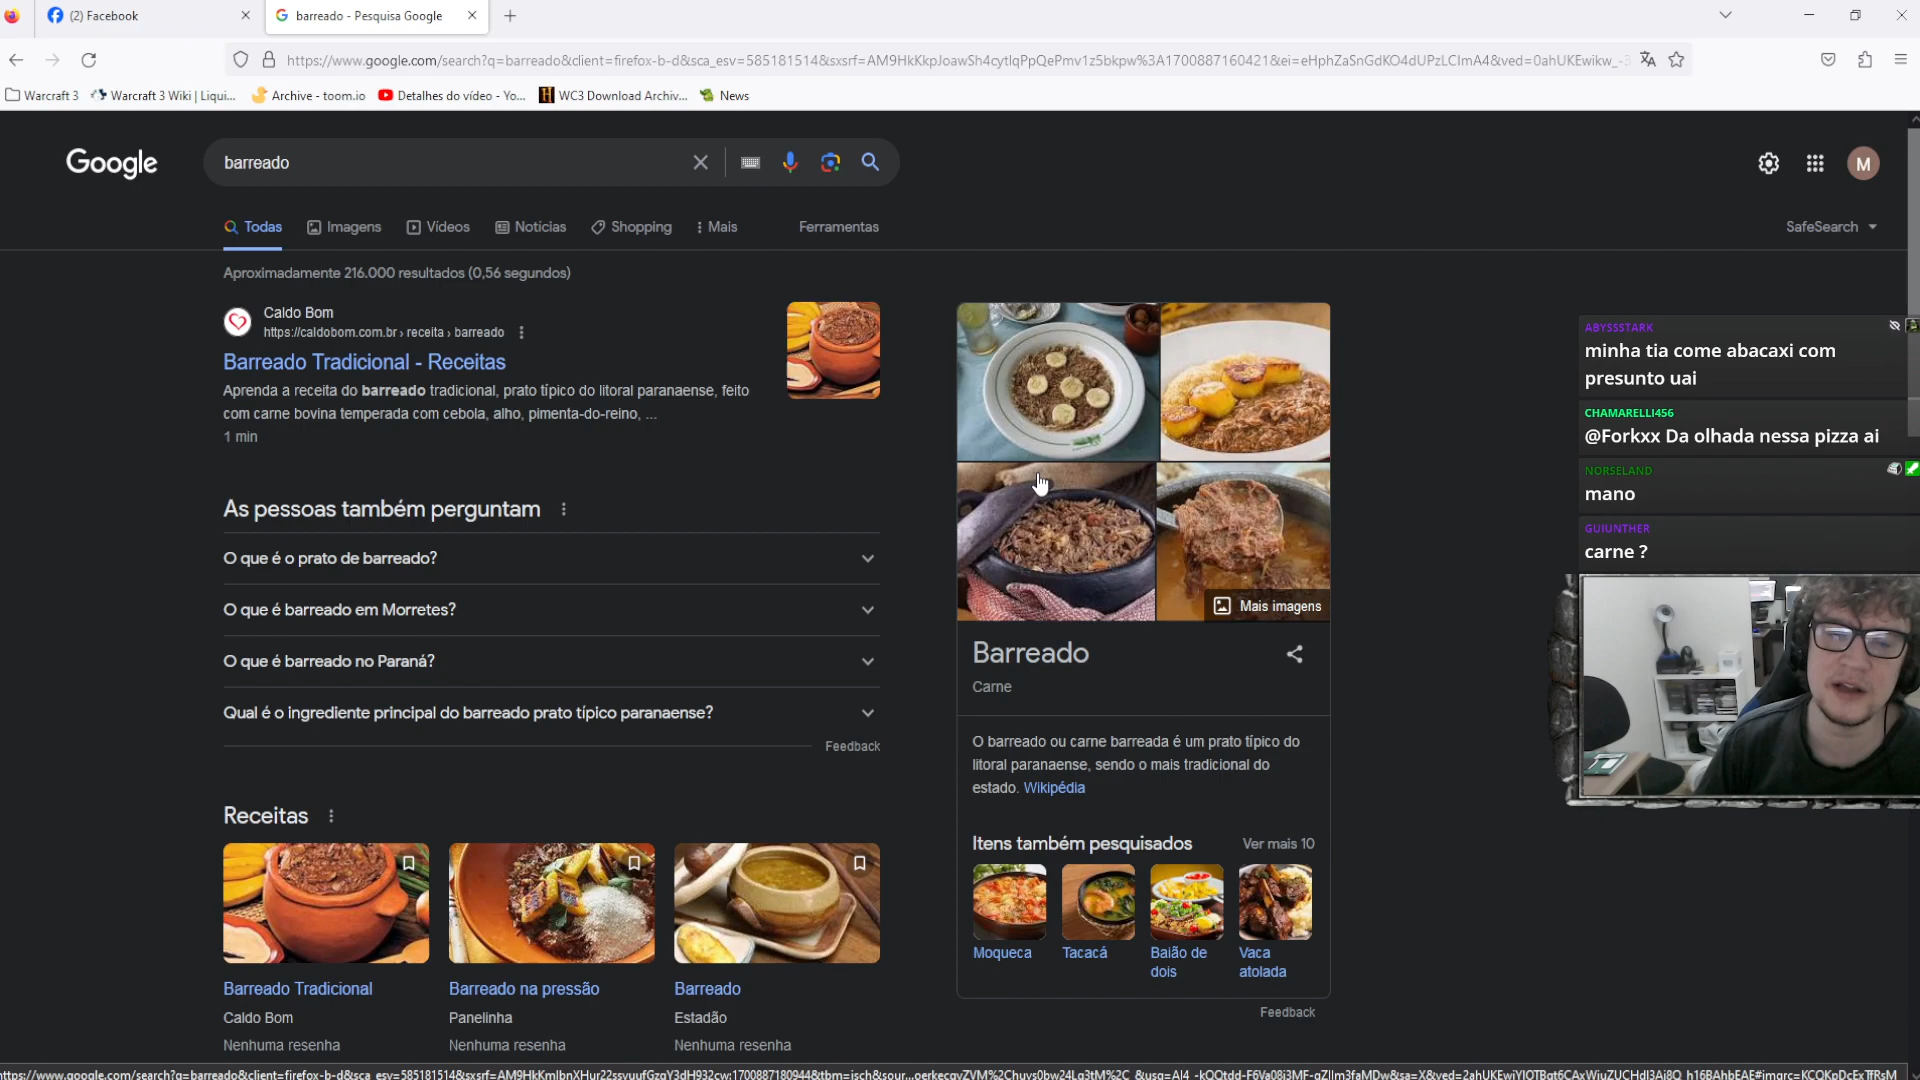 (2) Facebook
barreado - Pesquisa Google
https://www.google.com/search?q=barreado&client=firefox-b-d&sca_esv=585181514&sxsrf=AM9HkKkpJoawSh4cytlqPpQePmv1z5bkpw%3A1700887160421&ei=eHphZaSnGdKO4dUPzLCImA4&ved=0ahUKEwikw_-3
Warcraft 3
Warcraft 3 Wiki | Liqui...
Archive - toom.io
Detalhes do vídeo - Yo...
WC3 Download Archiv...
News
Google
barreado
M
Todas
Imagens
Vídeos
Notícias
Shopping
Mais
Ferramentas
SafeSearch
Aproximadamente 216.000 resultados (0,56 segundos)
Caldo Bom
https://caldobom.com.br › receita › barreado
Barreado Tradicional - Receitas
Aprenda a receita do barreado tradicional, prato típico do litoral paranaense, feito
com carne bovina temperada com cebola, alho, pimenta-do-reino, ...
1 min
As pessoas também perguntam
O que é o prato de barreado?
O que é barreado em Morretes?
O que é barreado no Paraná?
Qual é o ingrediente principal do barreado prato típico paranaense?
Feedback
Receitas
Barreado Tradicional
Caldo Bom
Nenhuma resenha
Barreado na pressão
Panelinha
Nenhuma resenha
Barreado
Estadão
Nenhuma resenha
Mais imagens
Barreado
Carne
O barreado ou carne barreada é um prato típico do
litoral paranaense, sendo o mais tradicional do
estado. Wikipédia
Itens também pesquisados
Ver mais 10
Moqueca
Tacacá
Baião de
dois
Vaca
atolada
Feedback
ABYSSSTARK
minha tia come abacaxi com
presunto uai
CHAMARELLI456
@Forkxx Da olhada nessa pizza ai
NORSELAND
mano
GUIUNTHER
carne ?